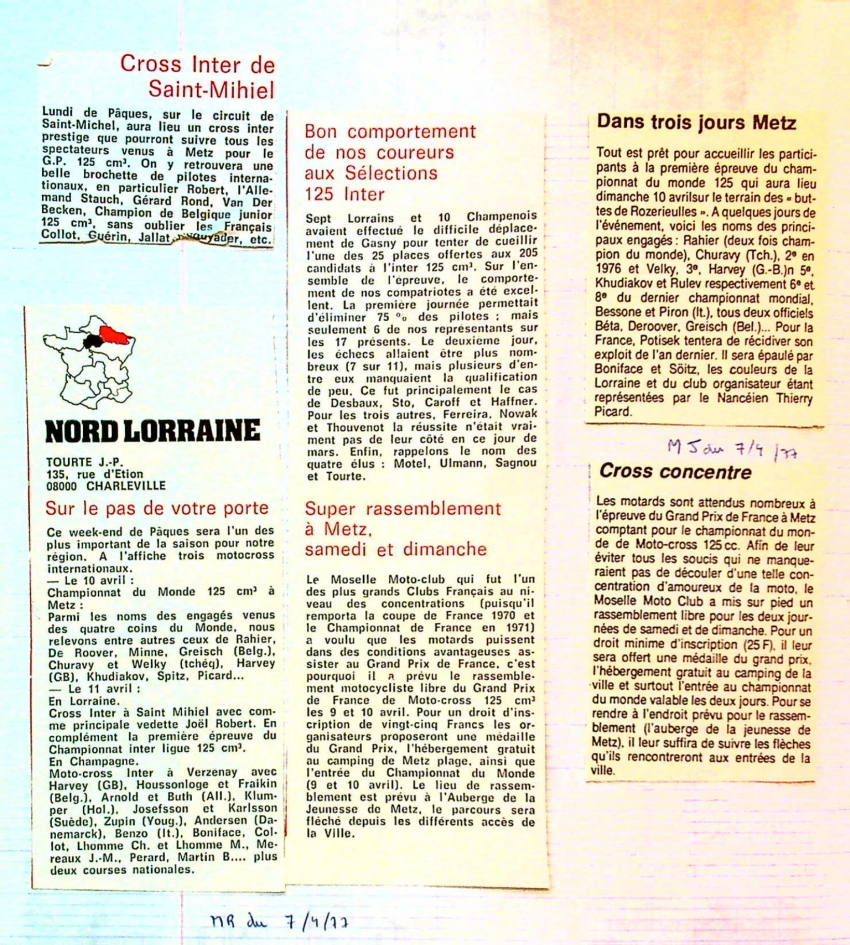 Cross Inter de
Saint-Mihiel
Lundi de Pâques, sur le circuit de
Saint-Michel, aura lieu un cross inter
prestige que pourront suivre tous les
spectateurs venus à Metz pour le
G.P. 125 cm³. On y retrouvera une
belle brochette de pilotes interna-
tionaux, en particulier Robert, l'Alle-
mand Stauch, Gérard Rond, Van Der
Becken, Champion de Belgique junior
125 cm³, sans oublier les Français
Collot, Guérin, Jallat, etc.
NORD LORRAINE
TOURTE J.-P.
135, rue d'Etion
08000 CHARLEVILLE
Sur le pas de votre porte
Ce week-end de Pâques sera l'un des
plus important de la saison pour notre
région. A l'affiche trois motocross
internationaux.
— Le 10 avril :
Championnat du Monde 125 cm³ à
Metz :
Parmi les noms des engagés venus
des quatre coins du Monde, nous
relevons entre autres ceux de Rahier,
De Roover, Minne, Greisch (Belg.),
Churavy et Welky (tchéq), Harvey
(GB), Khudiakov, Spitz, Picard...
— Le 11 avril :
En Lorraine.
Cross Inter à Saint Mihiel avec com-
me principale vedette Joël Robert. En
complément la première épreuve du
Championnat inter ligue 125 cm³.
En Champagne.
Moto-cross Inter à Verzenay avec
Harvey (GB), Houssonloge et Fraikin
(Belg.), Arnold et Buth (All.), Klum-
per (Hol.), Josefsson et Karlsson
(Suède), Zupin (Youg.), Andersen (Da-
nemarck), Benzo (It.), Boniface, Col-
lot, Lhomme Ch. et Lhomme M., Me-
reaux J.-M., Perard, Martin B.... plus
deux courses nationales.
Bon comportement
de nos coureurs
aux Sélections
125 Inter
Sept Lorrains et 10 Champenois
avaient effectué le difficile déplace-
ment de Gasny pour tenter de cueillir
l'une des 25 places offertes aux 205
candidats à l'inter 125 cm³. Sur l'en-
semble de l'épreuve, le comporte-
ment de nos compatriotes a été excel-
lent. La première journée permettait
d'éliminer 75 % des pilotes ; mais
seulement 6 de nos représentants sur
les 17 présents. Le deuxieme jour,
les échecs allaient être plus nom-
breux (7 sur 11), mais plusieurs d'en-
tre eux manquaient la qualification
de peu. Ce fut principalement le cas
de Desbaux, Sto, Caroff et Haffner.
Pour les trois autres, Ferreira, Nowak
et Thouvenot la réussite n'était vrai-
ment pas de leur côté en ce jour de
mars. Enfin, rappelons le nom des
quatre élus : Motel, Ulmann, Sagnou
et Tourte.
Super rassemblement
à Metz,
samedi et dimanche
Le Moselle Moto-club qui fut l'un
des plus grands Clubs Français au ni-
veau des concentrations (puisqu'il
remporta la coupe de France 1970 et
le Championnat de France en 1971)
a voulu que les motards puissent
dans des conditions avantageuses as-
sister au Grand Prix de France, c'est
pourquoi il a prévu le rassemble-
ment motocycliste libre du Grand Prix
de France de Moto-cross 125 cm³
les 9 et 10 avril. Pour un droit d'ins-
cription de vingt-cinq Francs les or-
ganisateurs proposeront une médaille
du Grand Prix, l'hébergement gratuit
au camping de Metz plage, ainsi que
l'entrée du Championnat du Monde
(9 et 10 avril). Le lieu de rassem-
blement est prévu à l'Auberge de la
Jeunesse de Metz, le parcours sera
fléché depuis les différents accès de
la Ville.
Dans trois jours Metz
Tout est prêt pour accueillir les partici-
pants à la première épreuve du cham-
pionnat du monde 125 qui aura lieu
dimanche 10 avrilsur le terrain des « but-
tes de Rozerieulles ». A quelques jours de
l'événement, voici les noms des princi-
paux engagés : Rahier (deux fois cham-
pion du monde), Churavy (Tch.), 2e en
1976 et Velky, 3e, Harvey (G.-B.)n 5e,
Khudiakov et Rulev respectivement 6e et
8e du dernier championnat mondial,
Bessone et Piron (It.), tous deux officiels
Béta, Deroover, Greisch (Bel.)... Pour la
France, Potisek tentera de récidiver son
exploit de l'an dernier. Il sera épaulé par
Boniface et Söitz, les couleurs de la
Lorraine et du club organisateur étant
représentées par le Nancéien Thierry
Picard.
MJ du 7/4/77
Cross concentre
Les motards sont attendus nombreux à
l'épreuve du Grand Prix de France à Metz
comptant pour le championnat du mon-
de de Moto-cross 125 cc. Afin de leur
éviter tous les soucis qui ne manque-
raient pas de découler d'une telle con-
centration d'amoureux de la moto, le
Moselle Moto Club a mis sur pied un
rassemblement libre pour les deux jour-
nées de samedi et de dimanche. Pour un
droit minime d'inscription (25 F), il leur
sera offert une médaille du grand prix,
l'hébergement gratuit au camping de la
ville et surtout l'entrée au championnat
du monde valable les deux jours. Pour se
rendre à l'endroit prévu pour le rassem-
blement (l'auberge de la jeunesse de
Metz), il leur suffira de suivre les flèches
qu'ils rencontreront aux entrées de la
ville.
MR du 7/4/77